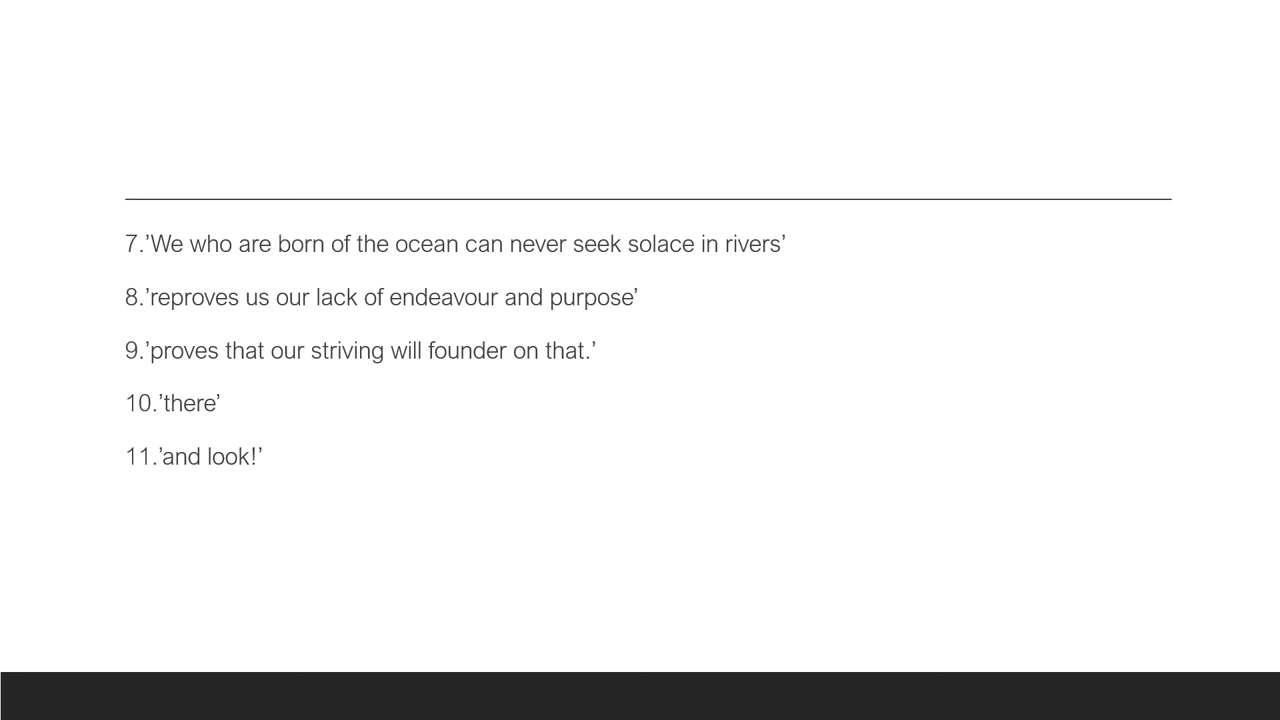 7.’We who are born of the ocean can never seek solace in rivers’
8.’reproves us our lack of endeavour and purpose’
9.’proves that our striving will founder on that.’
10.’there’
11.’and look!’